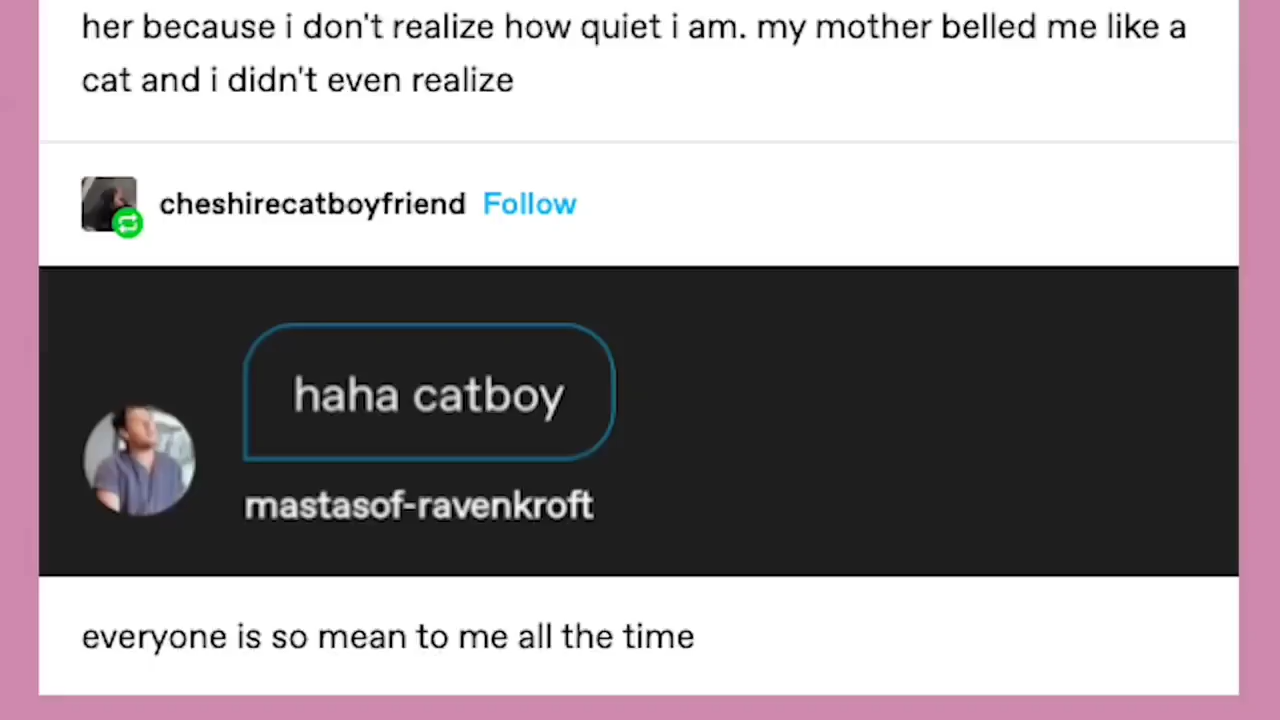 her because i don't realize how quiet i am. my mother belled me like a
cat and i didn't even realize
cheshirecatboyfriend Follow
haha catboy
mastasof-ravenkroft
everyone is so mean to me all the time